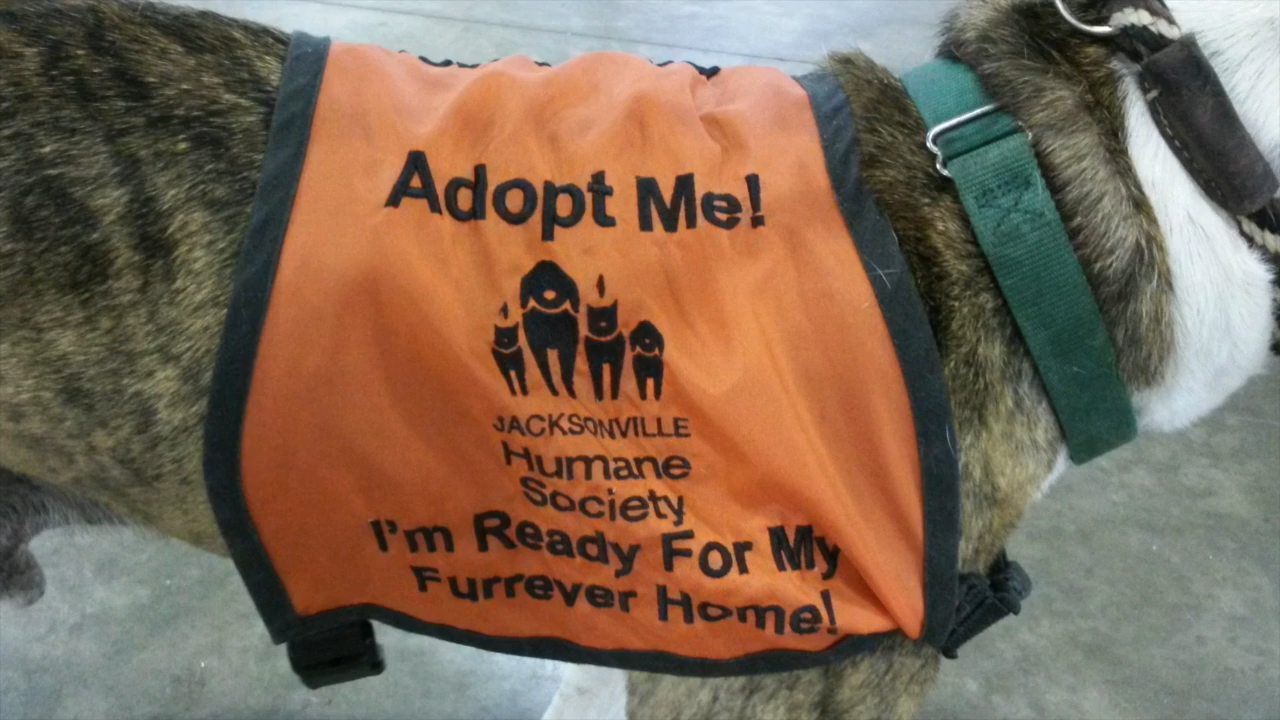 Adopt Me!
JACKSONVILLE
Humane
Society
I'm Ready For My
Furrever Home!